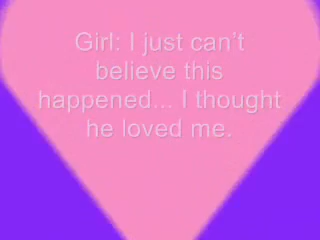 Girl: I just can't
believe this
happened... I thought
he loved me.